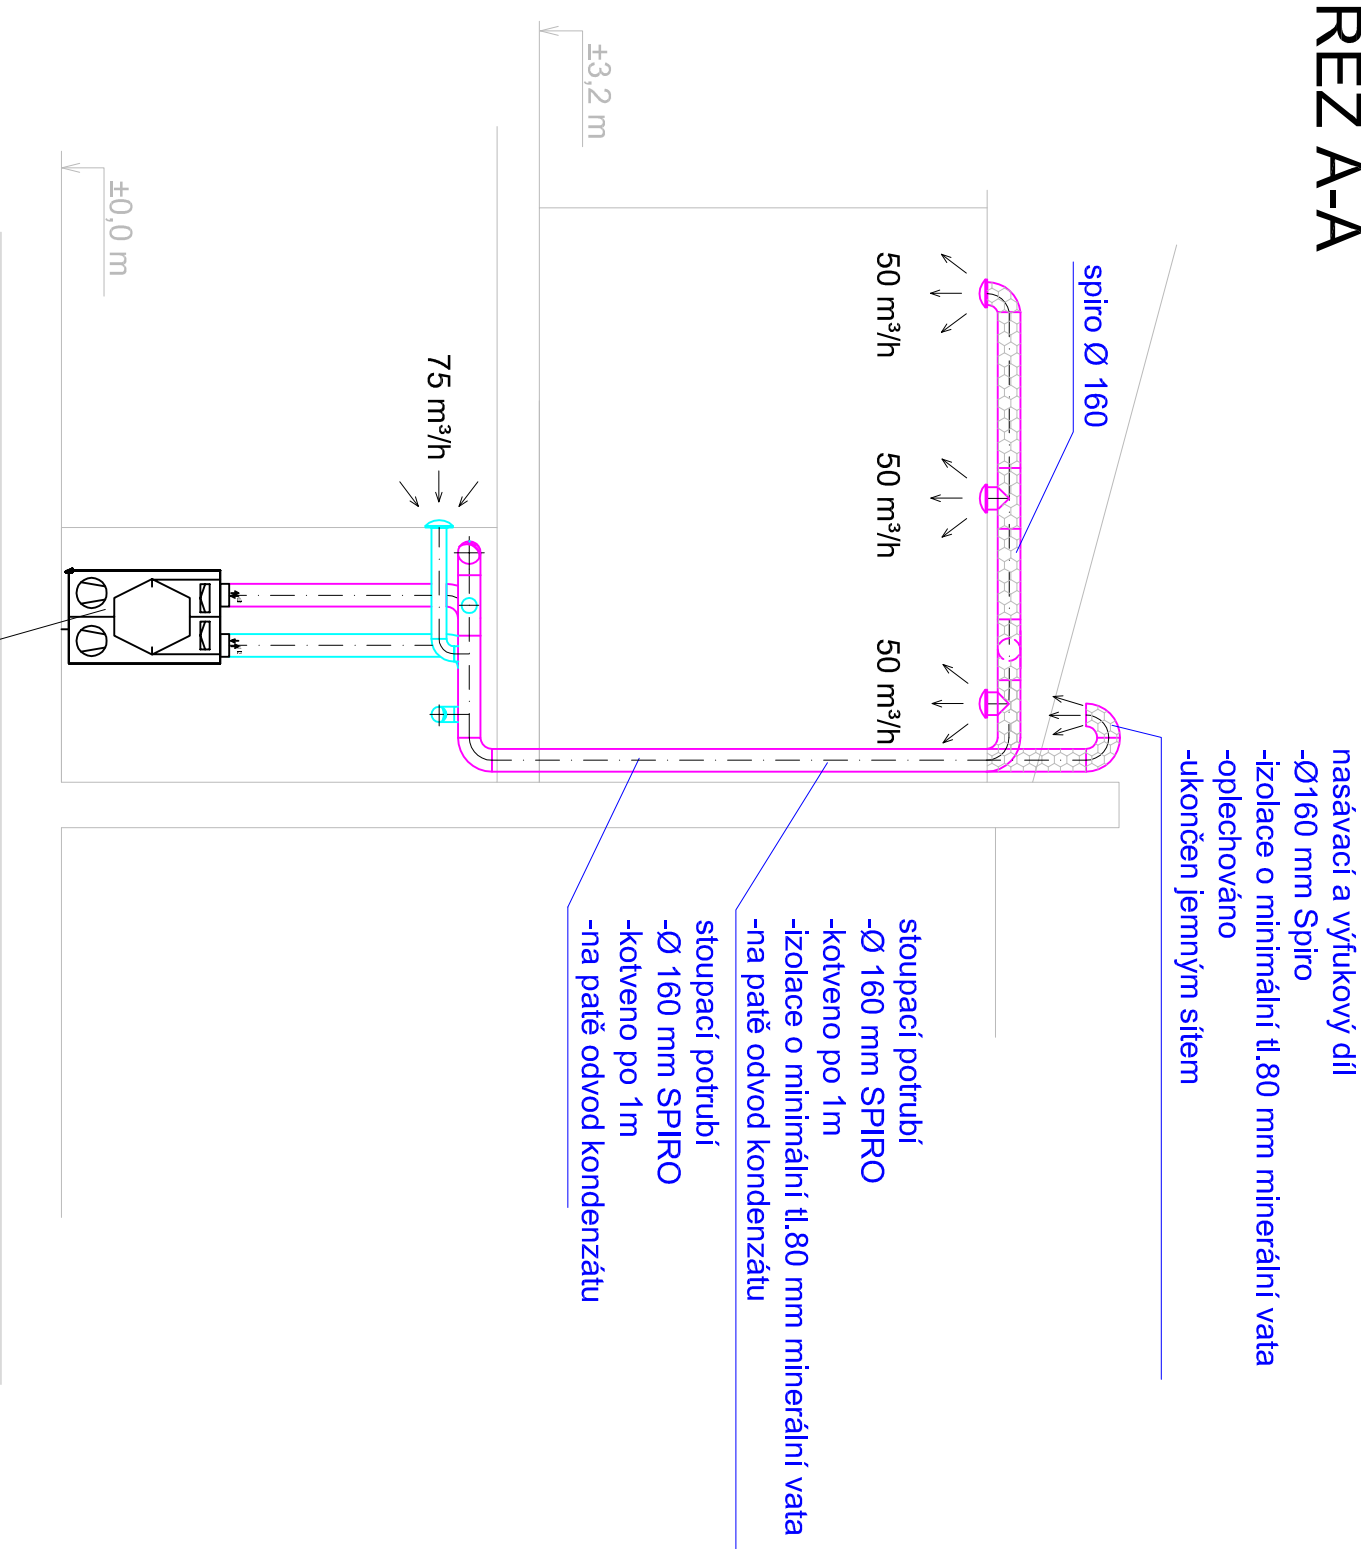 REZ A-A
nasávací a výfukový díl
-Ø160 mm Spiro
-izolace o minimální tl.80 mm minerální vata
-oplechováno
-ukončen jemným sítem
spiro Ø 160
50 m³/h
50 m³/h
50 m³/h
stoupací potrubí
-Ø 160 mm SPIRO
-kotveno po 1m
-izolace o minimální tl.80 mm minerální vata
-na patě odvod kondenzátu
stoupací potrubí
-Ø 160 mm SPIRO
-kotveno po 1m
-na patě odvod kondenzátu
±3,2 m
75 m³/h
±0,0 m